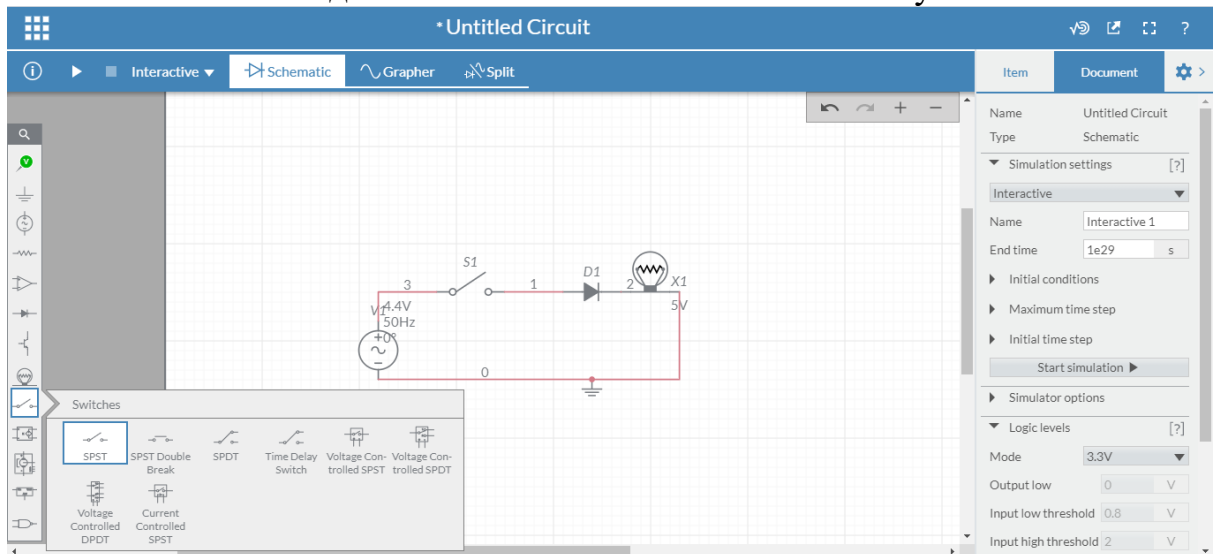 *Untitled Circuit
?
Interactive
Schematic
Grapher
Split
Item
Document
Name Untitled Circuit
Type Schematic
Simulation settings [?]
Interactive
Name Interactive 1
End time 1e29 s
Initial conditions
Maximum time step
Initial time step
Start simulation
Simulator options
Logic levels [?]
Mode 3.3V
Output low 0 V
Input low threshold 0.8 V
Input high threshold 2 V
S1
D1
X1
3
1
2
5V
V1
4.4V
50Hz
0°
0
Switches
SPST
SPST Double
Break
SPDT
Time Delay
Switch
Voltage Con-
trolled SPST
Voltage Con-
trolled SPDT
Voltage
Controlled
DPDT
Current
Controlled
SPST